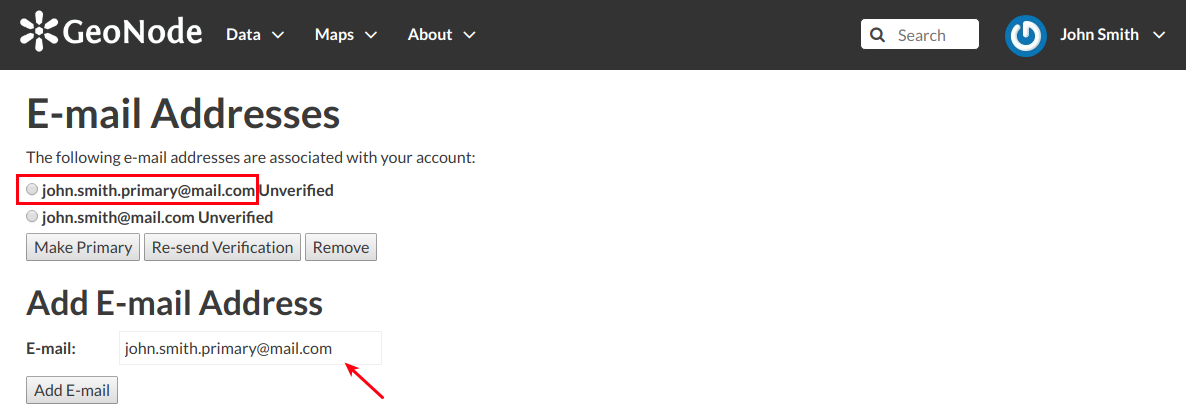 GeoNode Data Maps About Search John Smith
E-mail Addresses
The following e-mail addresses are associated with your account:
john.smith.primary@mail.com Unverified
john.smith@mail.com Unverified
Make Primary Re-send Verification Remove
Add E-mail Address
E-mail: john.smith.primary@mail.com
Add E-mail